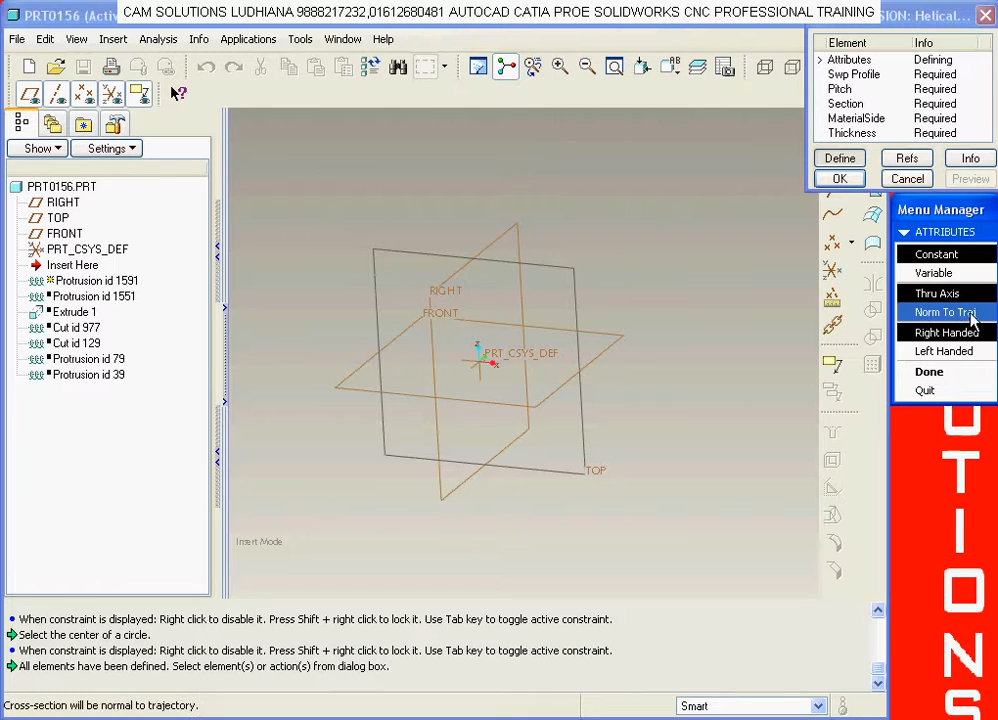 PRT0156 (Acti
CAM SOLUTIONS LUDHIANA 9888217232,01612680481 AUTOCAD CATIA PROE SOLIDWORKS CNC PROFESSIONAL TRAINING
SION: Helical...
File Edit View Insert Analysis Info Applications Tools Window Help
Element Info
Attributes Defining
Swp Profile Required
Pitch Required
Section Required
MaterialSide Required
Thickness Required
Define Refs Info
OK Cancel Preview
Show Settings
PRT0156.PRT
RIGHT
TOP
FRONT
PRT_CSYS_DEF
Insert Here
Protrusion id 1591
Protrusion id 1551
Extrude 1
Cut id 977
Cut id 129
Protrusion id 79
Protrusion id 39
RIGHT
FRONT
Z
PRT_CSYS_DEF
X
TOP
Insert Mode
Menu Manager
ATTRIBUTES
Constant
Variable
Thru Axis
Norm To Traj
Right Handed
Left Handed
Done
Quit
U
T
I
O
N
S
When constraint is displayed: Right click to disable it. Press Shift + right click to lock it. Use Tab key to toggle active constraint.
Select the center of a circle.
When constraint is displayed: Right click to disable it. Press Shift + right click to lock it. Use Tab key to toggle active constraint.
All elements have been defined. Select element(s) or action(s) from dialog box.
Cross-section will be normal to trajectory.
Smart